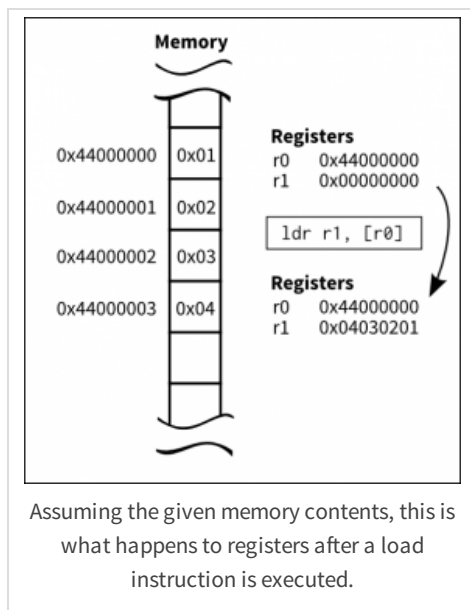 Memory
0x44000000 0x01
0x44000001 0x02
0x44000002 0x03
0x44000003 0x04
Registers
r0 0x44000000
r1 0x00000000
ldr r1, [r0]
Registers
r0 0x44000000
r1 0x04030201
Assuming the given memory contents, this is
what happens to registers after a load
instruction is executed.